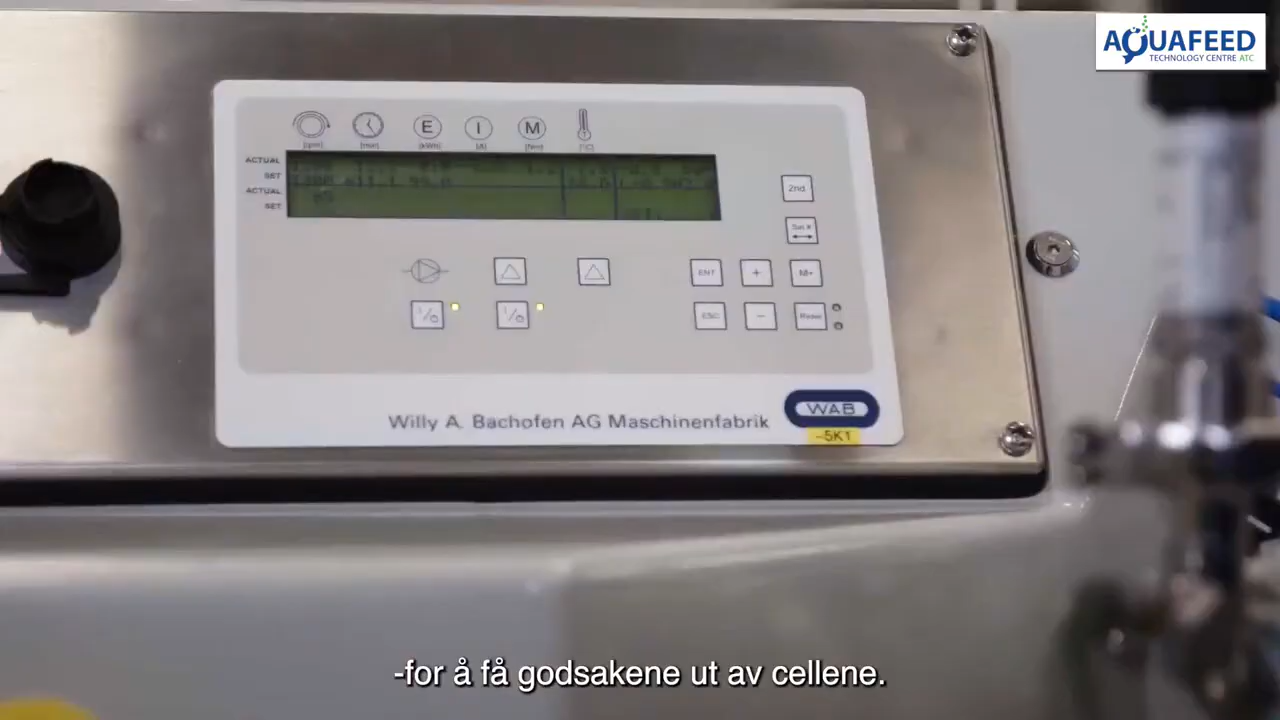 AQUAFEED
TECHNOLOGY CENTRE ATC
E I M
[rpm] [min] [kWh] [A] [Nm] [°C]
ACTUAL
SET
ACTUAL
SET
2nd
ENT + M+
ESC - Reset
Willy A. Bachofen AG Maschinenfabrik
WAB
-5K1
-for å få godsakene ut av cellene.